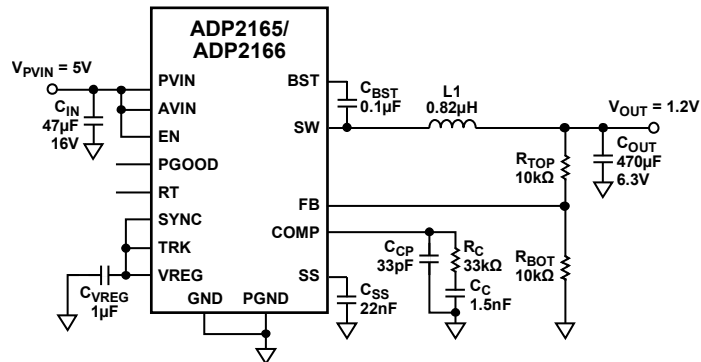 ADP2165/
ADP2166
V_PVIN = 5V
C_IN
47μF
16V
PVIN
AVIN
EN
PGOOD
RT
SYNC
TRK
VREG
C_VREG
1μF
GND
PGND
BST
SW
FB
COMP
SS
C_BST
0.1μF
L1
0.82μH
V_OUT = 1.2V
C_OUT
470μF
6.3V
R_TOP
10kΩ
R_BOT
10kΩ
C_CP
33pF
R_C
33kΩ
C_C
1.5nF
C_SS
22nF